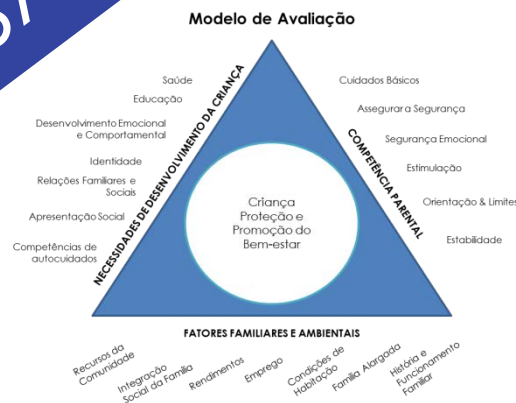 Modelo de Avaliação
Saúde
Educação
Desenvolvimento Emocional
e Comportamental
Identidade
Relações Familiares e
Sociais
Apresentação Social
Competências de
autocuidados
NECESSIDADES DE DESENVOLVIMENTO DA CRIANÇA
Criança
Proteção e
Promoção do
Bem-estar
COMPETÊNCIA PARENTAL
Cuidados Básicos
Assegurar a Segurança
Segurança Emocional
Estimulação
Orientação & Limites
Estabilidade
FATORES FAMILIARES E AMBIENTAIS
Recursos da
Comunidade
Integração
Social da Família
Rendimentos
Emprego
Condições de
Habitação
Família Alargada
História e
Funcionamento
Familiar